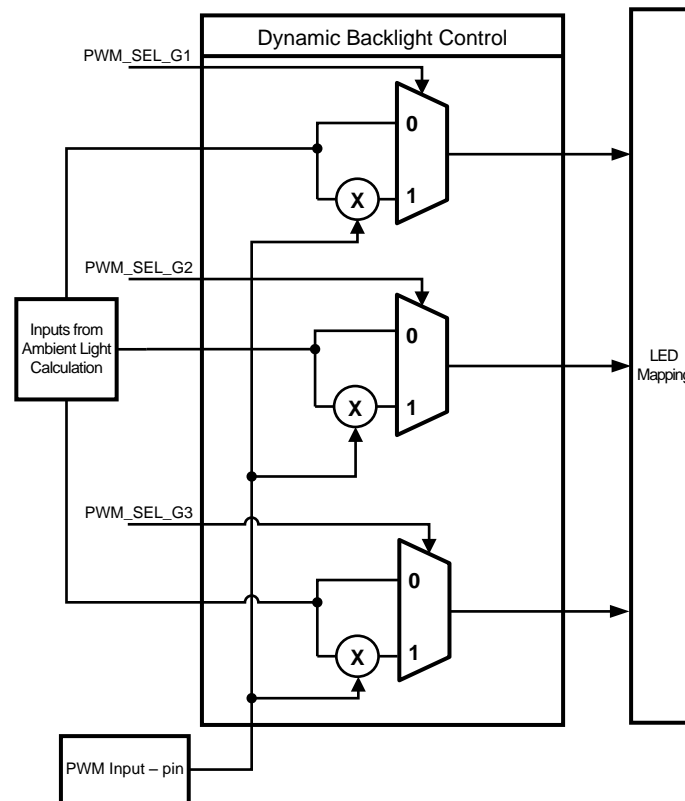 Dynamic Backlight Control
PWM_SEL_G1
0
X
1
PWM_SEL_G2
Inputs from
Ambient Light
Calculation
0
X
1
LED
Mapping
PWM_SEL_G3
0
X
1
PWM Input – pin